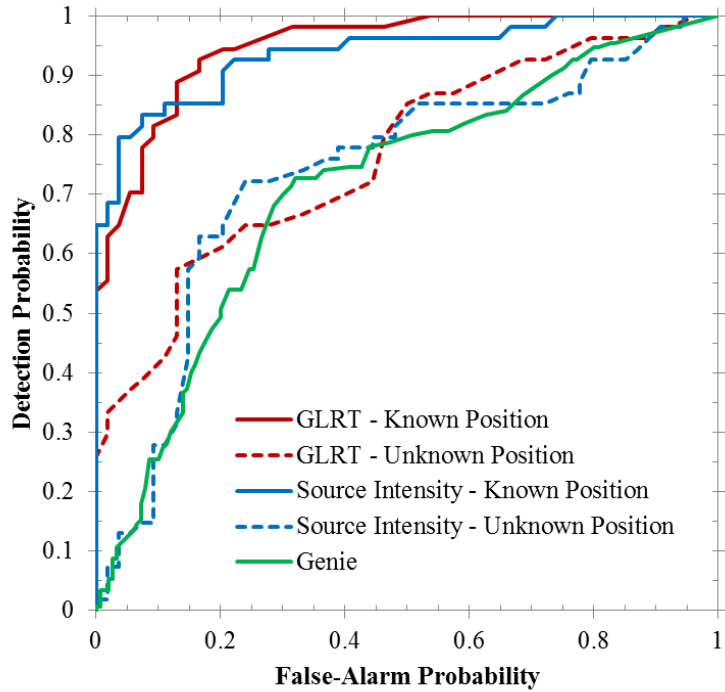 1
0.9
0.8
0.7
0.6
0.5
0.4
0.3
0.2
0.1
0
Detection Probability
GLRT - Known Position
GLRT - Unknown Position
Source Intensity - Known Position
Source Intensity - Unknown Position
Genie
0 0.2 0.4 0.6 0.8 1
False-Alarm Probability